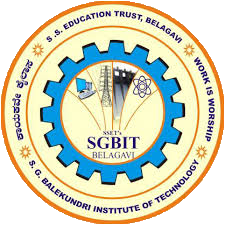 S.S. EDUCATION TRUST, BELAGAVI
WORK IS WORSHIP
ಕಾಯಕವೇ ಕೈಲಾಸ
SSET's
SGBIT
BELAGAVI
S. G. BALEKUNDRI INSTITUTE OF TECHNOLOGY